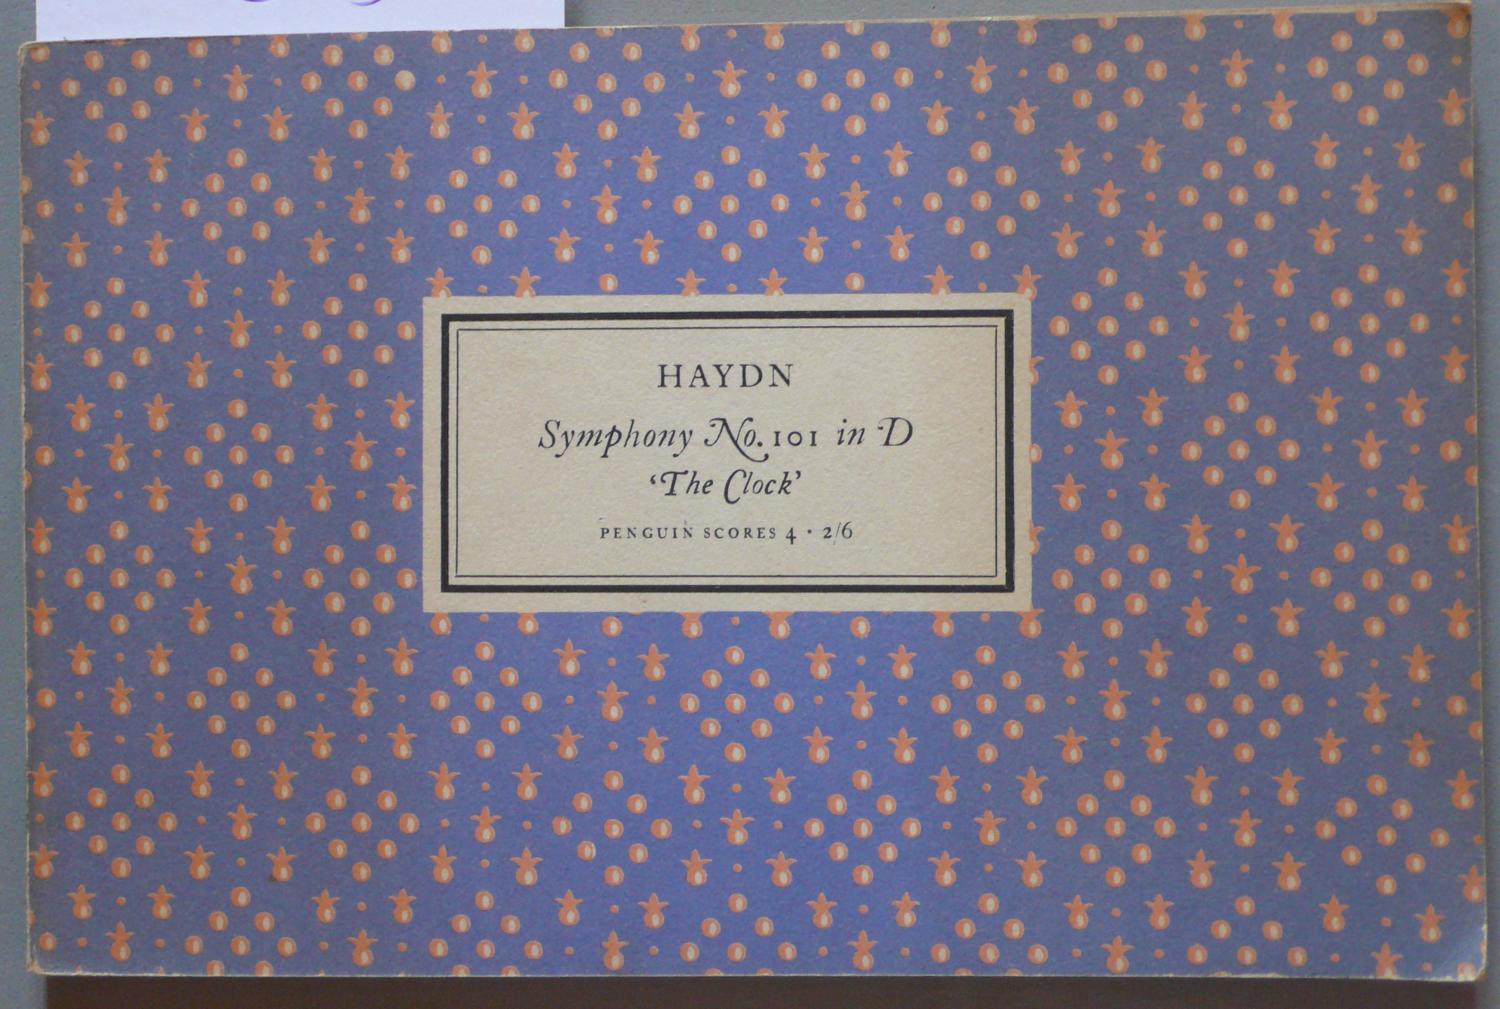 HAYDN
Symphony No. 101 in D
‘The Clock’
PENGUIN SCORES 4 · 2/6